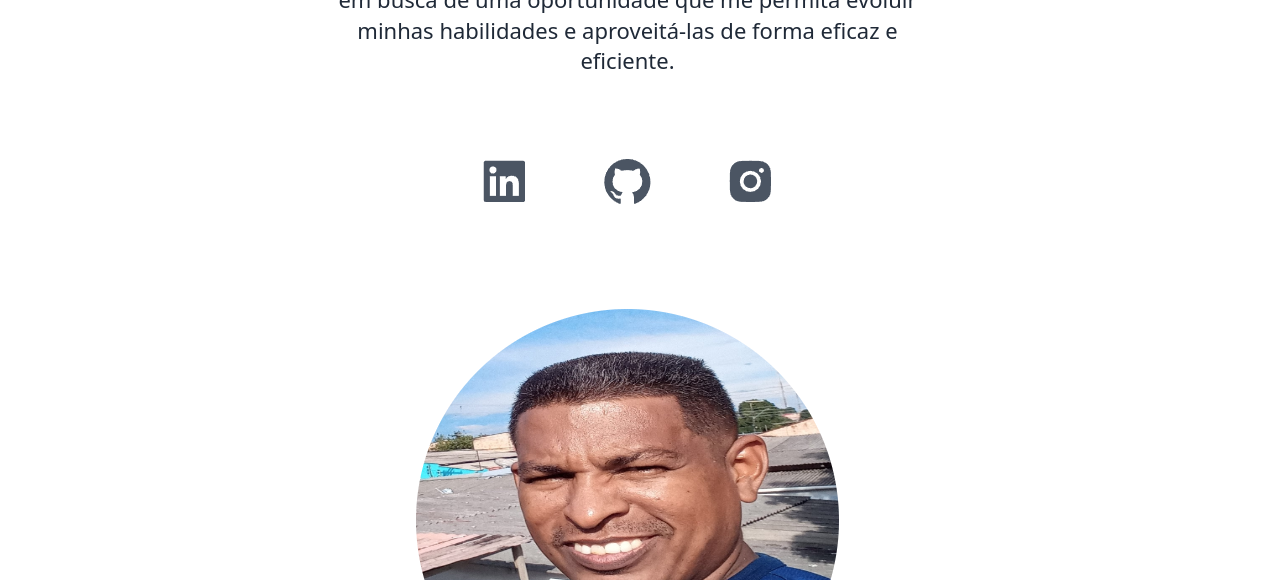 em busca de uma oportunidade que me permita evoluir
minhas habilidades e aproveitá-las de forma eficaz e
eficiente.